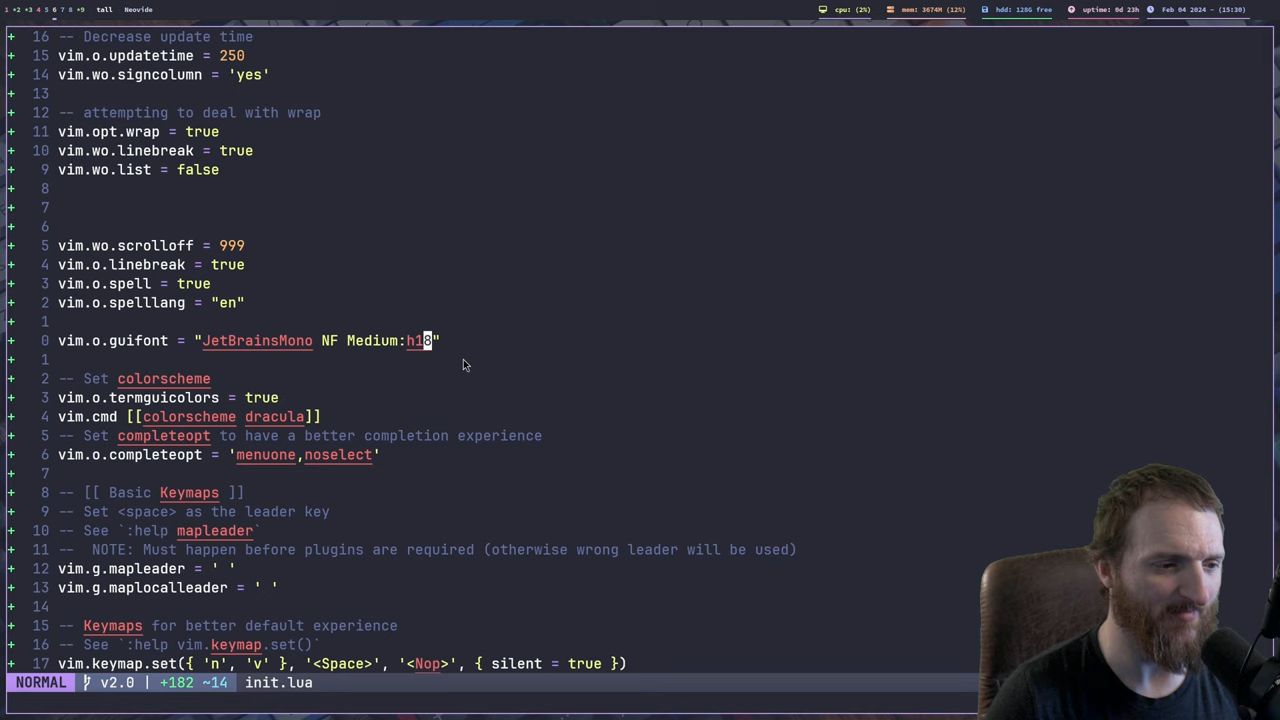 1 +2 +3 4 5 6 7 8 +9 tall Neovide cpu: (2%) mem: 3674M (12%) hdd: 128G free uptime: 0d 23h Feb 04 2024 - (15:30)
+ 16 -- Decrease update time
+ 15 vim.o.updatetime = 250
+ 14 vim.wo.signcolumn = 'yes'
+ 13
+ 12 -- attempting to deal with wrap
+ 11 vim.opt.wrap = true
+ 10 vim.wo.linebreak = true
+ 9 vim.wo.list = false
+ 8
+ 7
+ 6
+ 5 vim.wo.scrolloff = 999
+ 4 vim.o.linebreak = true
+ 3 vim.o.spell = true
+ 2 vim.o.spelllang = "en"
+ 1
+ 0 vim.o.guifont = "JetBrainsMono NF Medium:h18"
+ 1
+ 2 -- Set colorscheme
+ 3 vim.o.termguicolors = true
+ 4 vim.cmd [[colorscheme dracula]]
+ 5 -- Set completeopt to have a better completion experience
+ 6 vim.o.completeopt = 'menuone,noselect'
+ 7
+ 8 -- [[ Basic Keymaps ]]
+ 9 -- Set <space> as the leader key
+ 10 -- See `:help mapleader`
+ 11 --  NOTE: Must happen before plugins are required (otherwise wrong leader will be used)
+ 12 vim.g.mapleader = ' '
+ 13 vim.g.maplocalleader = ' '
+ 14
+ 15 -- Keymaps for better default experience
+ 16 -- See `:help vim.keymap.set()`
+ 17 vim.keymap.set({ 'n', 'v' }, '<Space>', '<Nop>', { silent = true })
NORMAL v2.0 | +182 ~14 init.lua